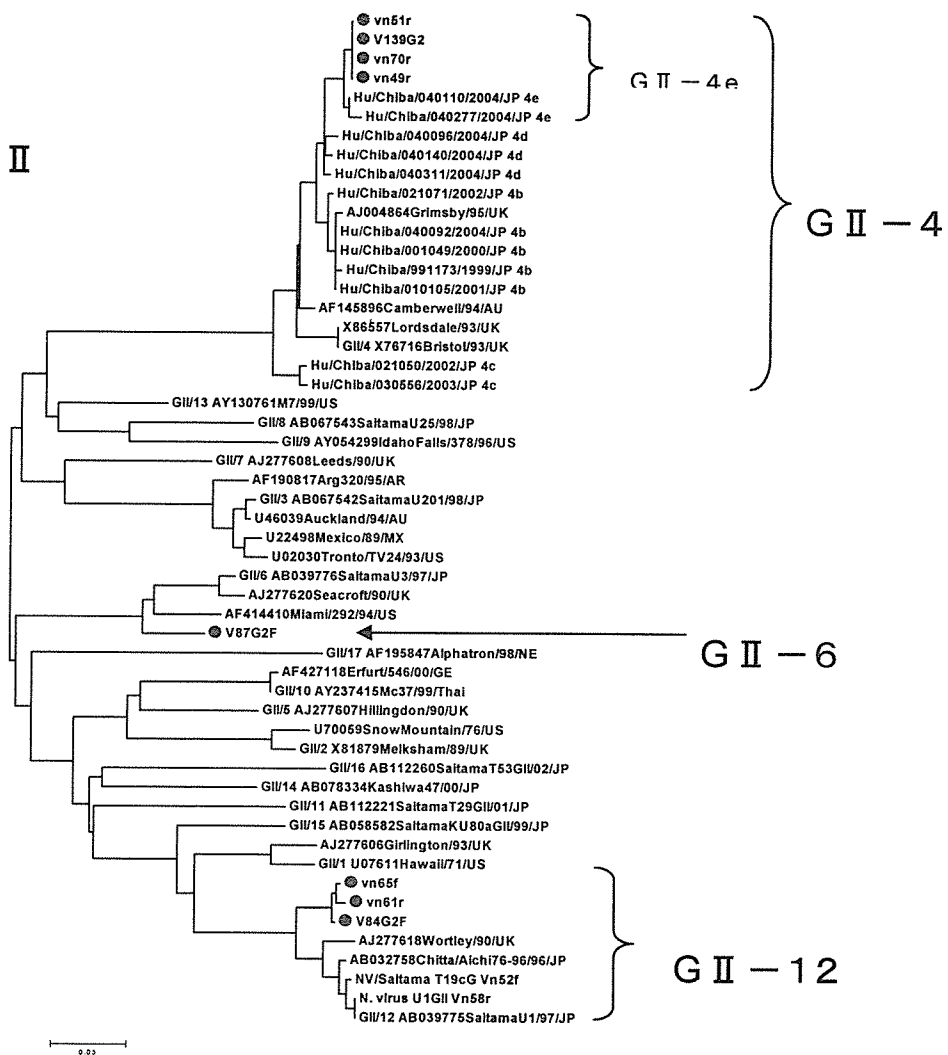 vn51r
V139G2
vn70r
vn49r
Hu/Chiba/040110/2004/JP 4e
Hu/Chiba/040277/2004/JP 4e
GⅡ-4e
Hu/Chiba/040096/2004/JP 4d
Hu/Chiba/040140/2004/JP 4d
Ⅱ
Hu/Chiba/040311/2004/JP 4d
Hu/Chiba/021071/2002/JP 4b
AJ004864Grimsby/95/UK
GⅡ-4
Hu/Chiba/040092/2004/JP 4b
Hu/Chiba/001049/2000/JP 4b
Hu/Chiba/991173/1999/JP 4b
Hu/Chiba/010105/2001/JP 4b
AF145896Camberwell/94/AU
X86557Lordsdale/93/UK
GII/4 X76716Bristol/93/UK
Hu/Chiba/021050/2002/JP 4c
Hu/Chiba/030556/2003/JP 4c
GII/13 AY130761M7/99/US
GII/8 AB067543SaitamaU25/98/JP
GII/9 AY054299IdahoFalls/378/96/US
GII/7 AJ277608Leeds/90/UK
AF190817Arg320/95/AR
GII/3 AB067542SaitamaU201/98/JP
U46039Auckland/94/AU
U22498Mexico/89/MX
U02030Tronto/TV24/93/US
GII/6 AB039776SaitamaU3/97/JP
AJ277620Seacroft/90/UK
AF414410Miami/292/94/US
V87G2F
GⅡ-6
GII/17 AF195847Alphatron/98/NE
AF427118Erfurt/546/00/GE
GII/10 AY237415Mc37/99/Thai
GII/5 AJ277607Hillingdon/90/UK
U70059SnowMountain/76/US
GII/2 X81879Melksham/89/UK
GII/16 AB112260SaitamaT53GII/02/JP
GII/14 AB078334Kashiwa47/00/JP
GII/11 AB112221SaitamaT29GII/01/JP
GII/15 AB058582SaitamaKU80aGII/99/JP
AJ277606Girlington/93/UK
GII/1 U07611Hawaii/71/US
vn65f
vn61r
V84G2F
AJ277618Wortley/90/UK
AB032758Chitta/Aichi76-96/96/JP
GⅡ-12
NV/Saitama T19cG Vn52f
N. virus U1GII Vn58r
GII/12 AB039775SaitamaU1/97/JP
0.05